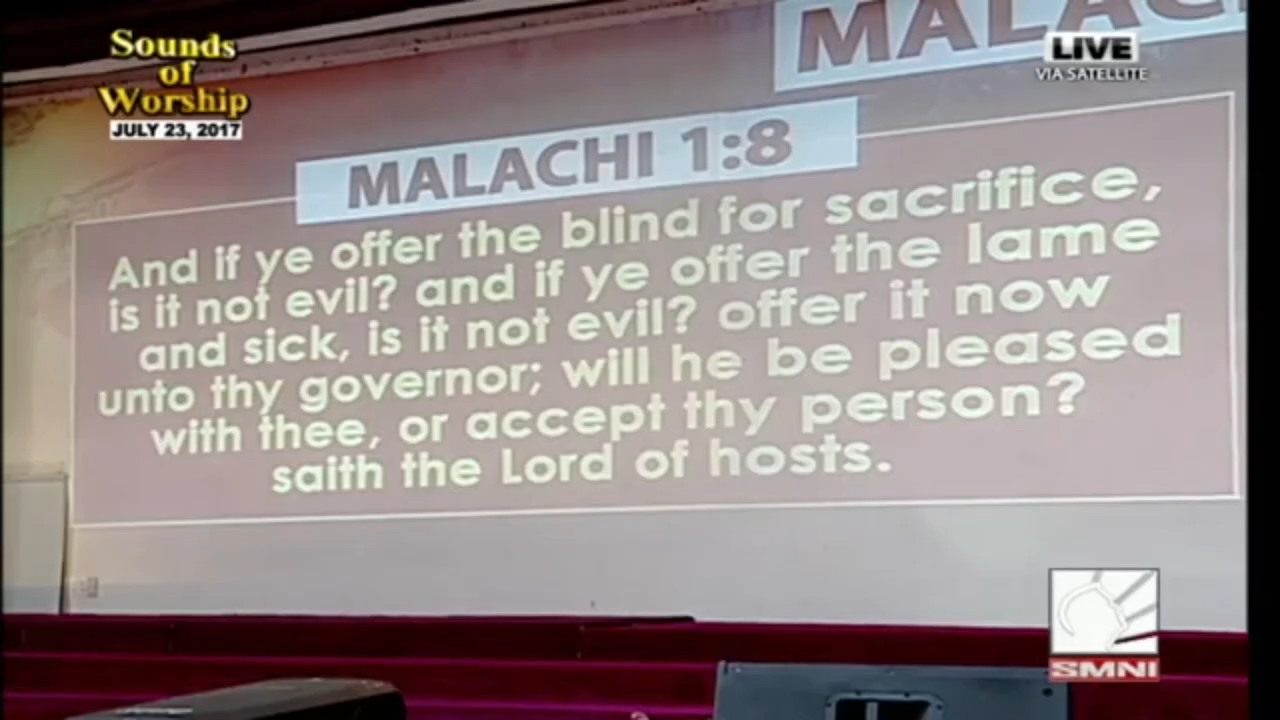 Sounds
of
Worship
JULY 23, 2017
LIVE
VIA SATELLITE
MALACHI 1:8
And if ye offer the blind for sacrifice,
is it not evil? and if ye offer the lame
and sick, is it not evil? offer it now
unto thy governor; will he be pleased
with thee, or accept thy person?
saith the Lord of hosts.
SMNI